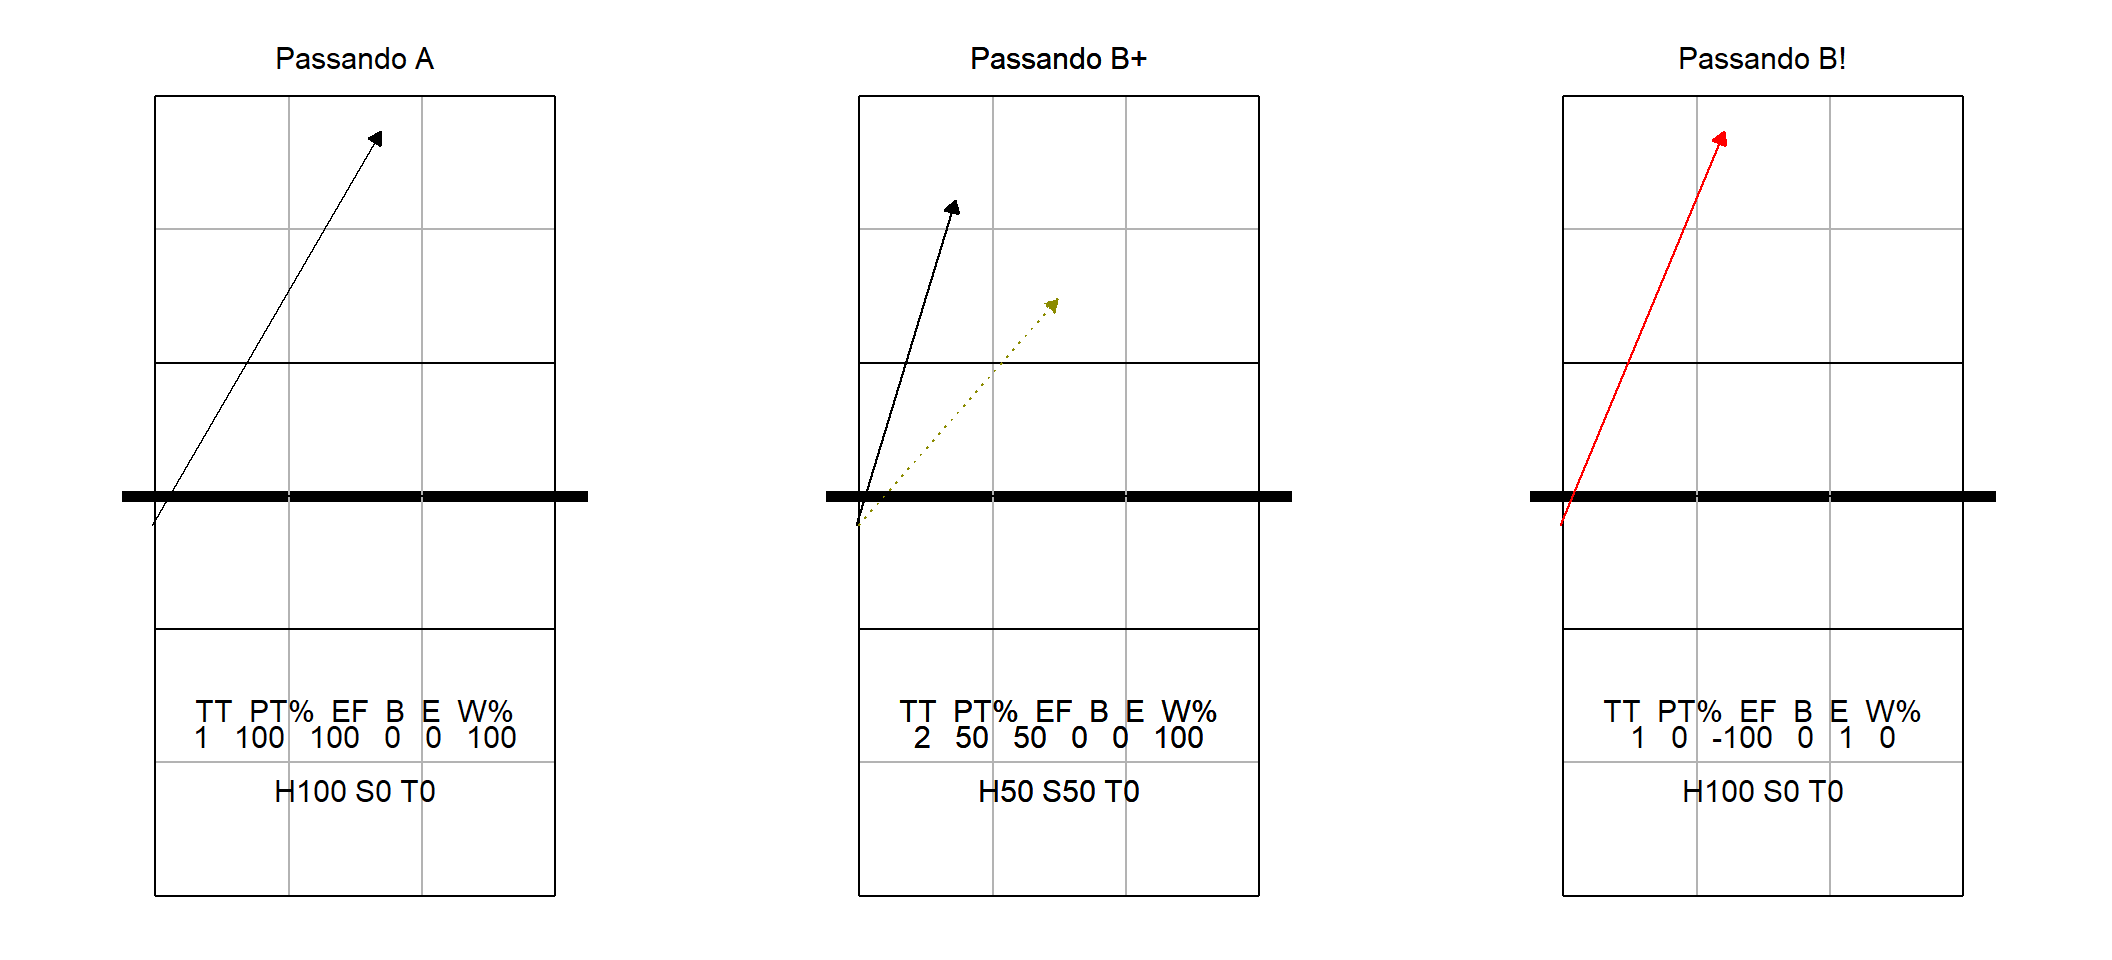 Passando A
TT PT% EF B E W%
1 100 100 0 0 100
H100 S0 T0
Passando B+
TT PT% EF B E W%
2 50 50 0 0 100
H50 S50 T0
Passando B!
TT PT% EF B E W%
1 0 -100 0 1 0
H100 S0 T0